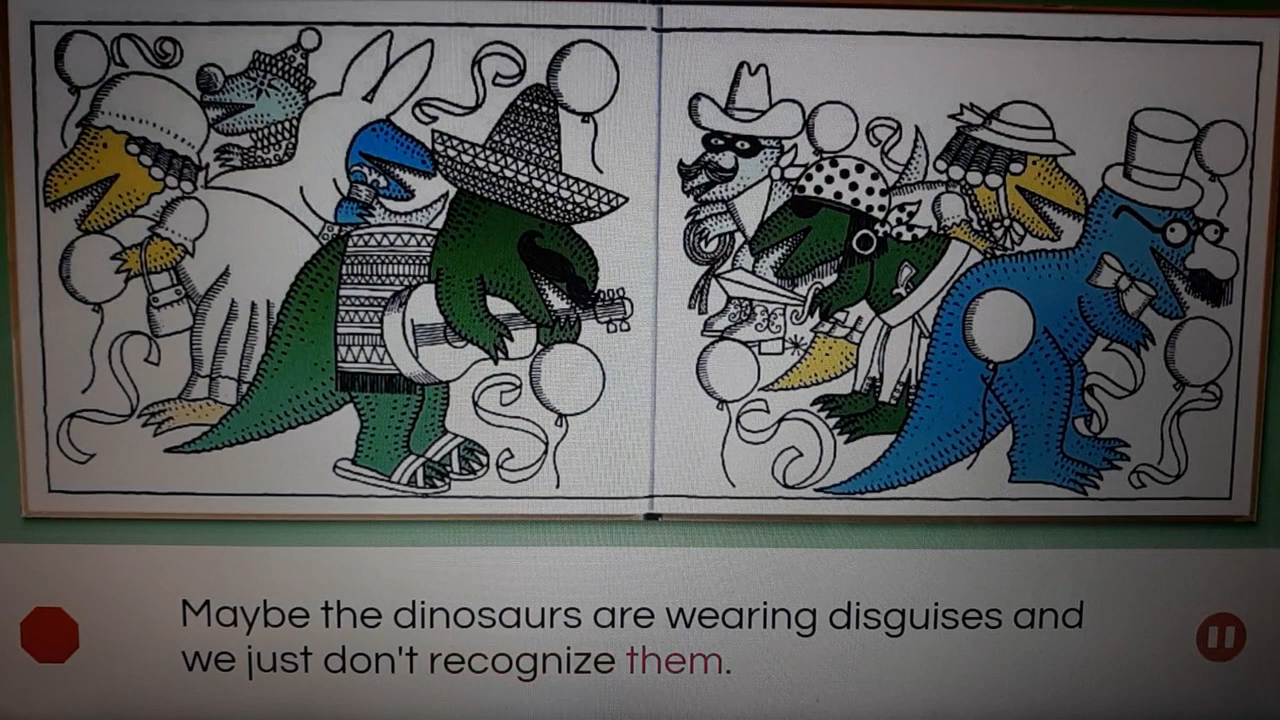 Maybe the dinosaurs are wearing disguises and
we just don't recognize them.